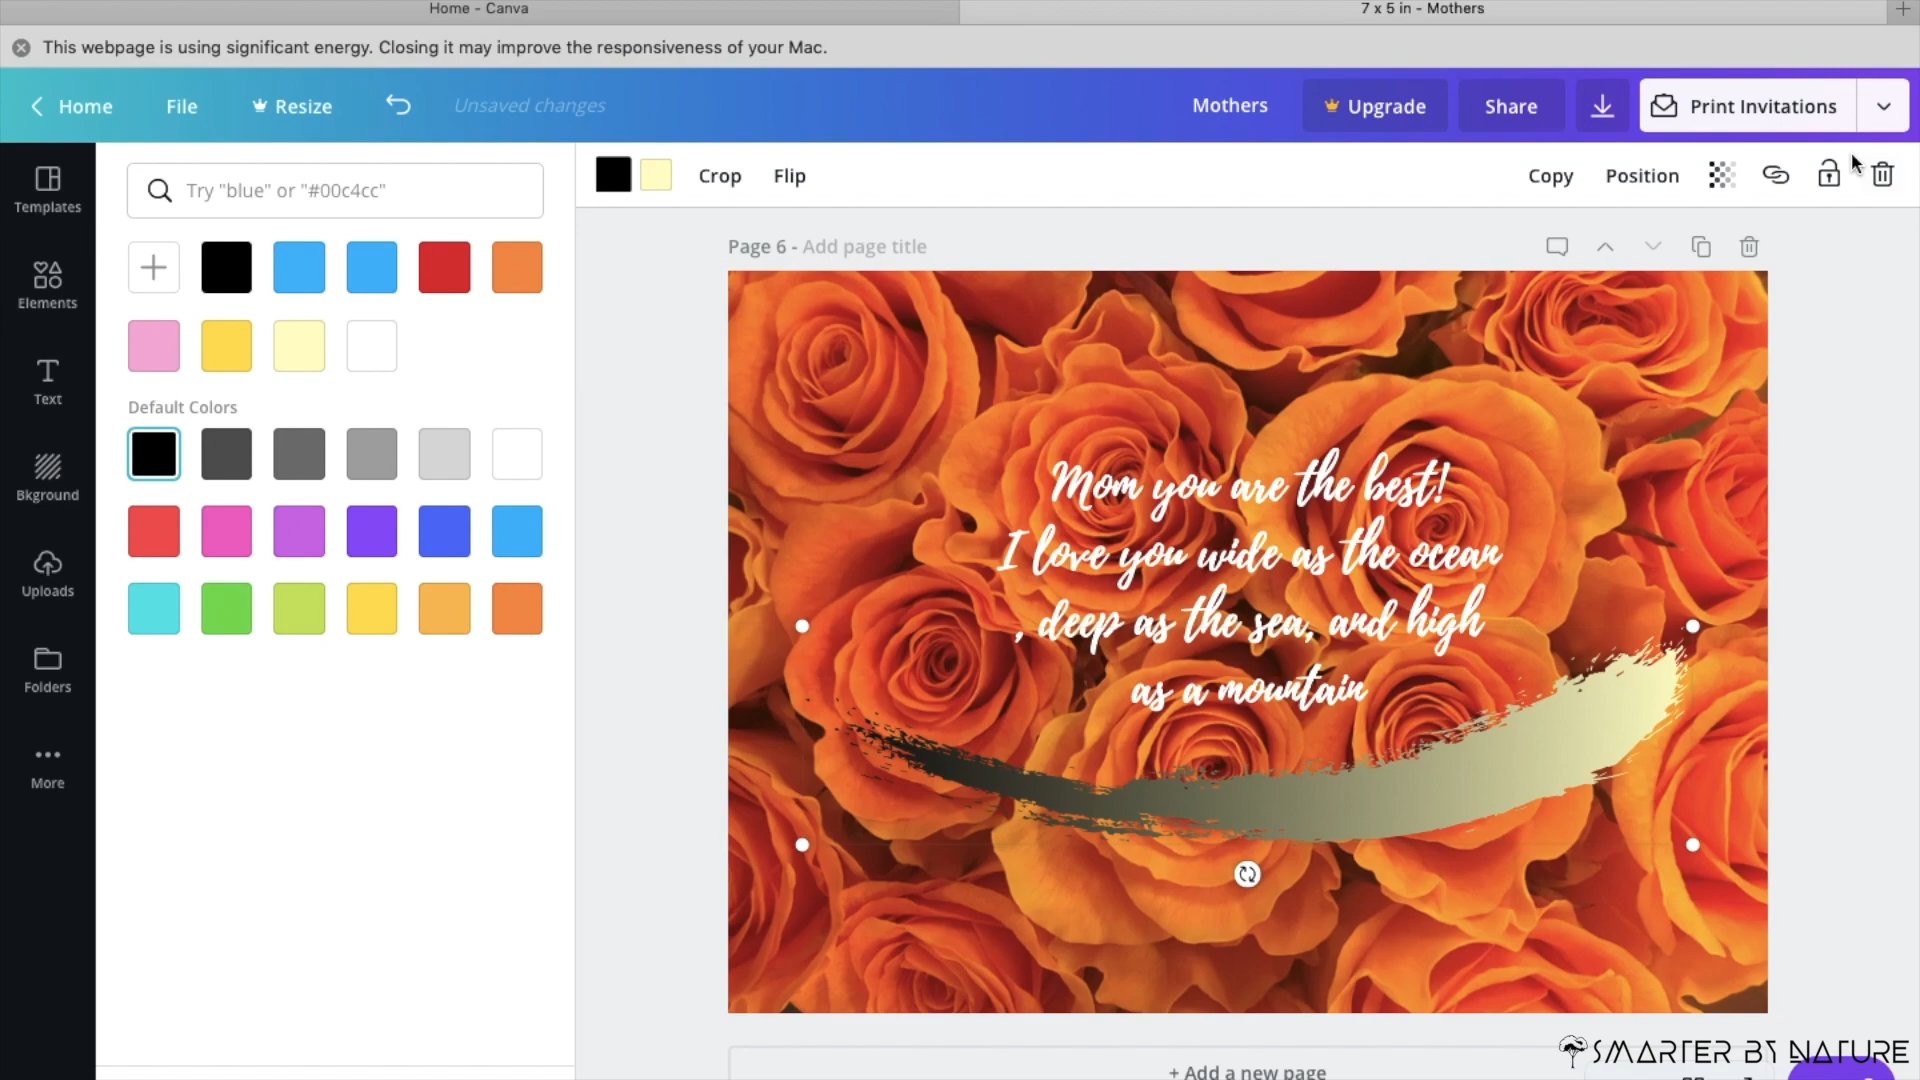 Home - Canva
7 x 5 in - Mothers
This webpage is using significant energy. Closing it may improve the responsiveness of your Mac.
Home
File
Resize
Unsaved changes
Mothers
Upgrade
Share
Print Invitations
Templates
Elements
Text
Bkground
Uploads
Folders
More
Try "blue" or "#00c4cc"
Default Colors
Crop
Flip
Copy
Position
Page 6 - Add page title
Mom you are the best!
I love you wide as the ocean
, deep as the sea, and high
as a mountain
+ Add a new page
SMARTER BY NATURE